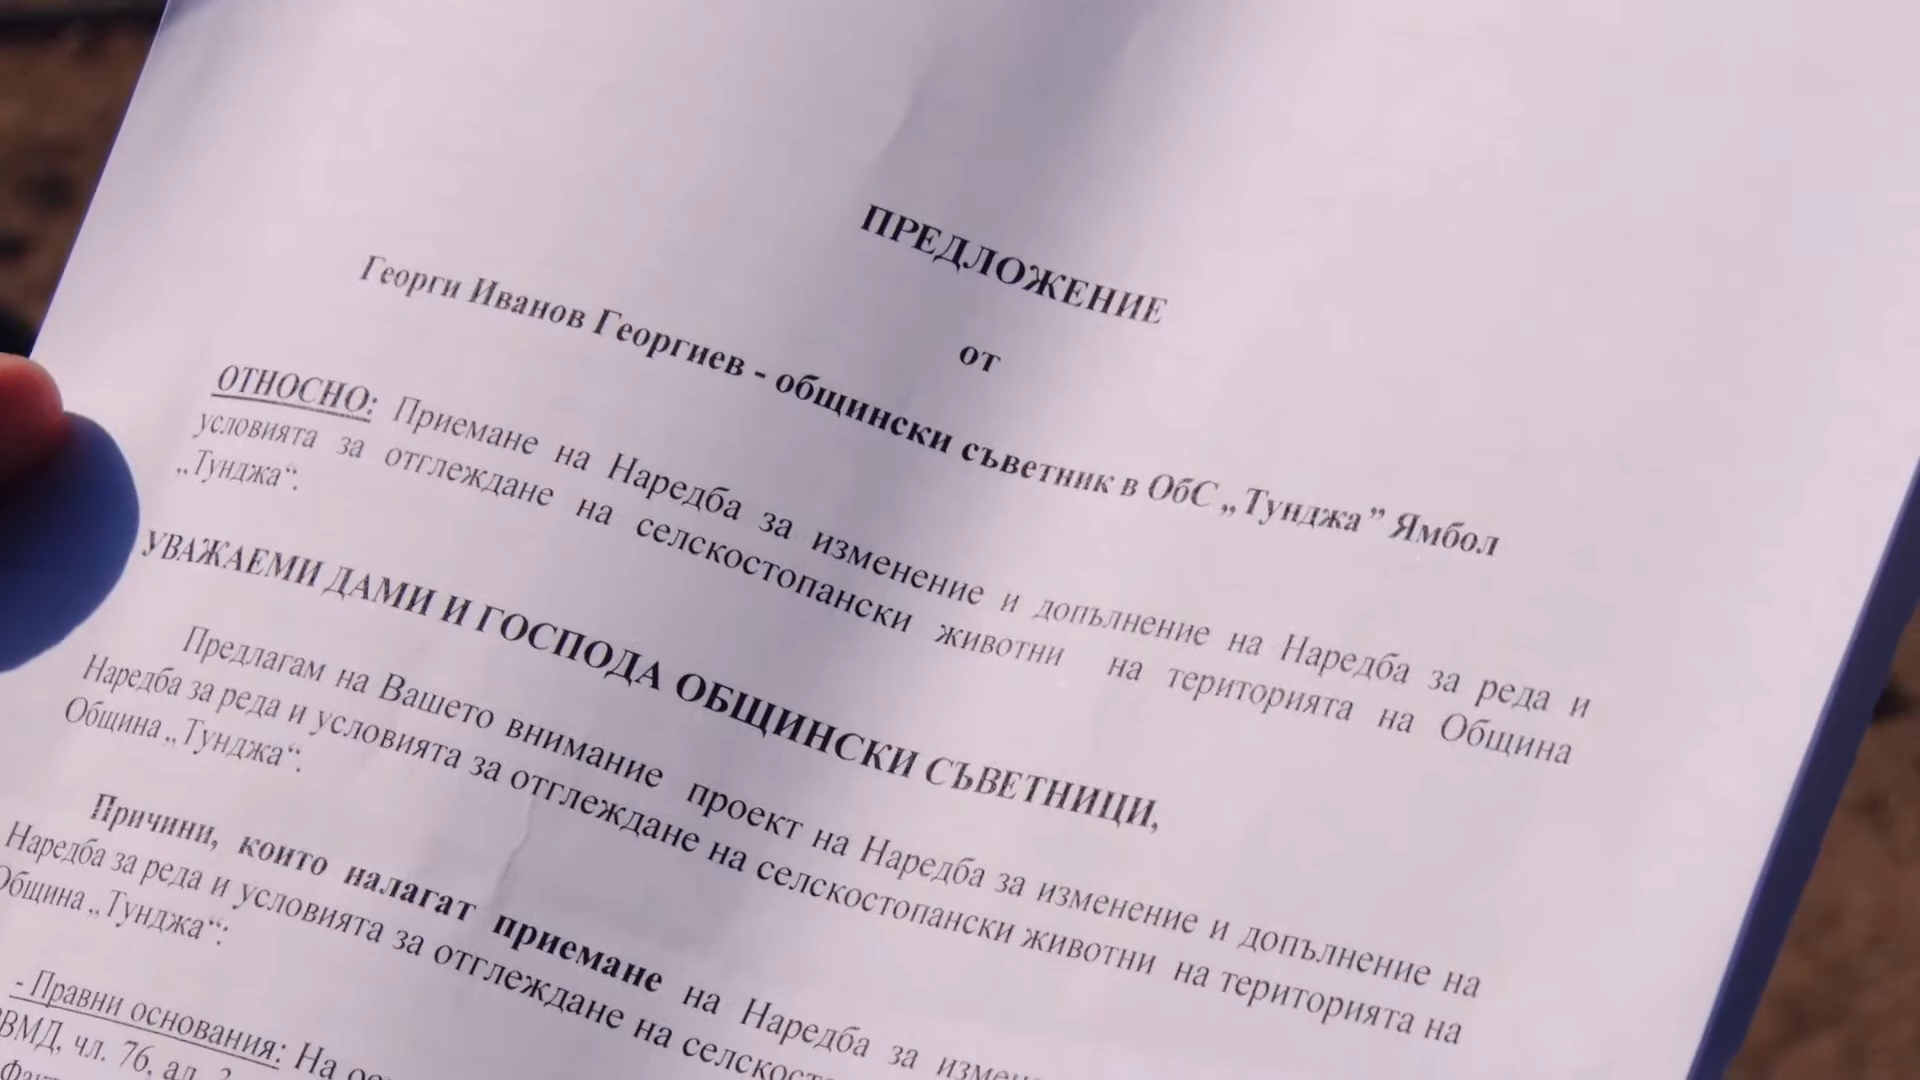 ПРЕДЛОЖЕНИЕ
от
Георги Иванов Георгиев - общински съветник в ОбС „Тунджа” Ямбол
ОТНОСНО: Приемане на Наредба за изменение и допълнение на Наредба за реда и
условията за отглеждане на селскостопански животни на територията на Община
„Тунджа“.
УВАЖАЕМИ ДАМИ И ГОСПОДА ОБЩИНСКИ СЪВЕТНИЦИ,
Предлагам на Вашето внимание проект на Наредба за изменение и допълнение на
Наредба за реда и условията за отглеждане на селскостопански животни на територията на
Община „Тунджа“.
Причини, които налагат приемане на Наредба за
Наредба за реда и условията за отглеждане на
Община „Тунджа“:
- Правни основания: На
чл. 76, ал.